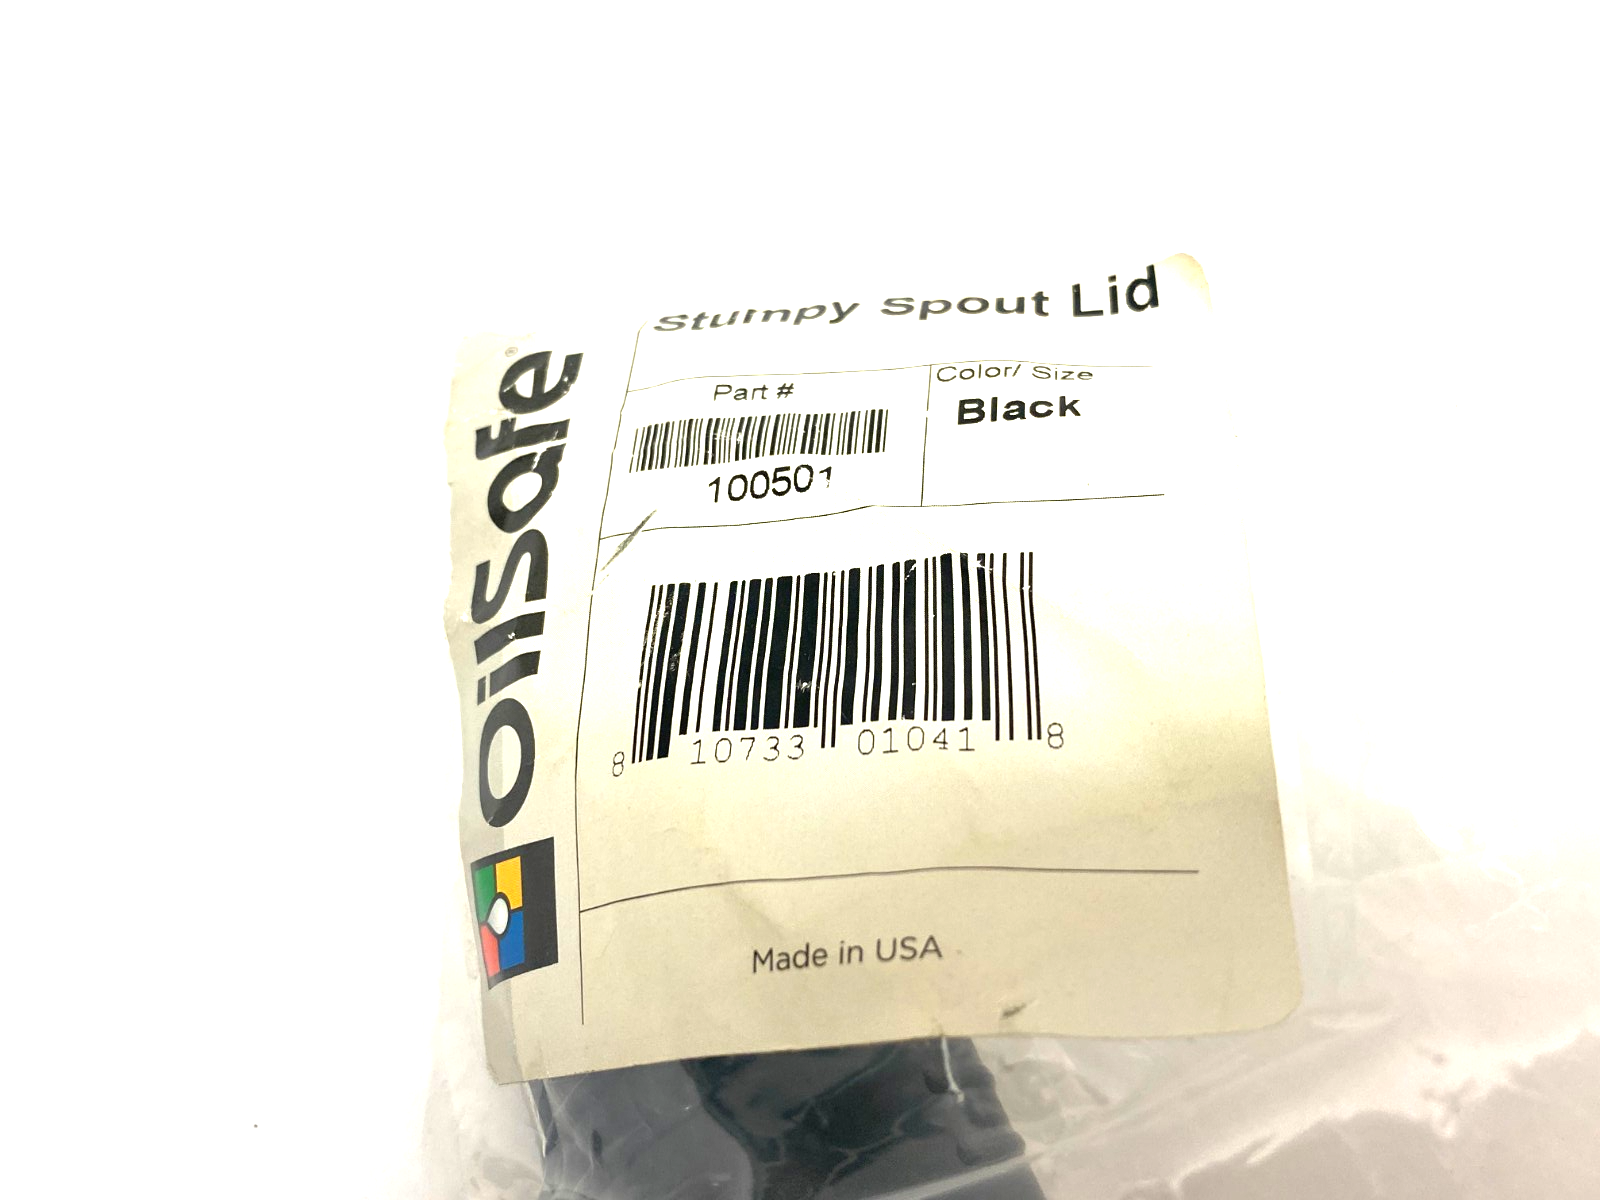 Stumpy Spout Lid
Part #
Color/ Size
Black
100501
8 10733 01041 8
Made in USA
OilSafe®